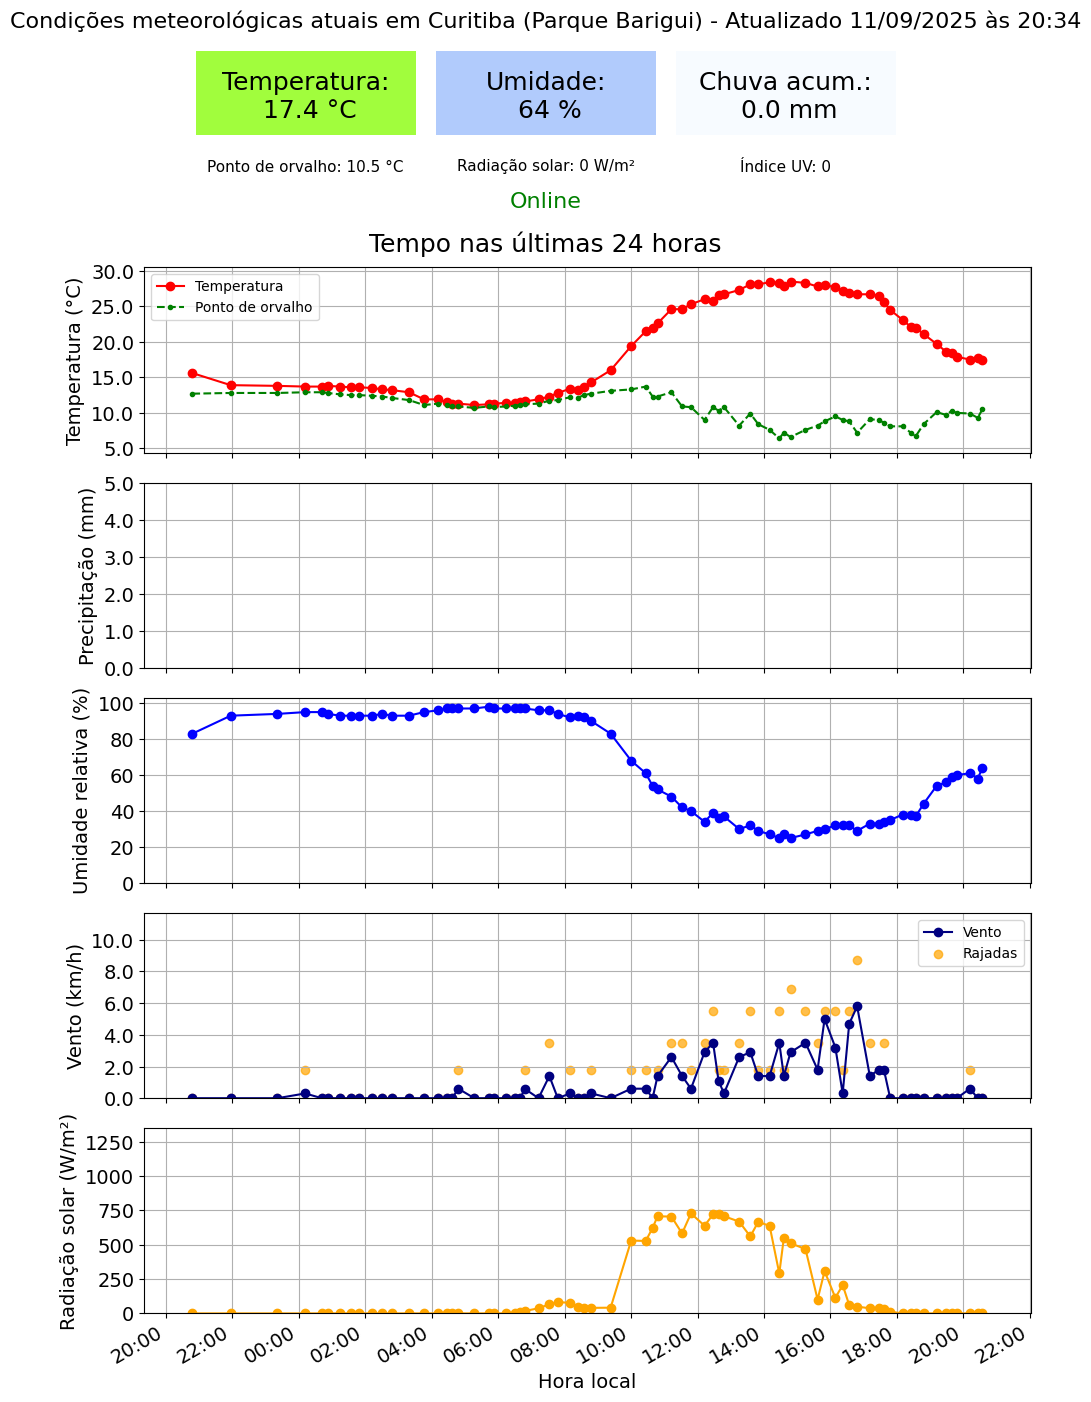 Condições meteorológicas atuais em Curitiba (Parque Barigui) - Atualizado 11/09/2025 às 20:34
Temperatura:
17.4 °C
Umidade:
64 %
Chuva acum.:
0.0 mm
Ponto de orvalho: 10.5 °C
Radiação solar: 0 W/m²
Índice UV: 0
Online
Tempo nas últimas 24 horas
Temperatura (°C)
30.0
25.0
20.0
15.0
10.0
5.0
Temperatura
Ponto de orvalho
Precipitação (mm)
5.0
4.0
3.0
2.0
1.0
0.0
Umidade relativa (%)
100
80
60
40
20
0
Vento (km/h)
10.0
8.0
6.0
4.0
2.0
0.0
Vento
Rajadas
Radiação solar (W/m²)
1250
1000
750
500
250
0
20:00
22:00
00:00
02:00
04:00
06:00
08:00
10:00
12:00
14:00
16:00
18:00
20:00
22:00
Hora local